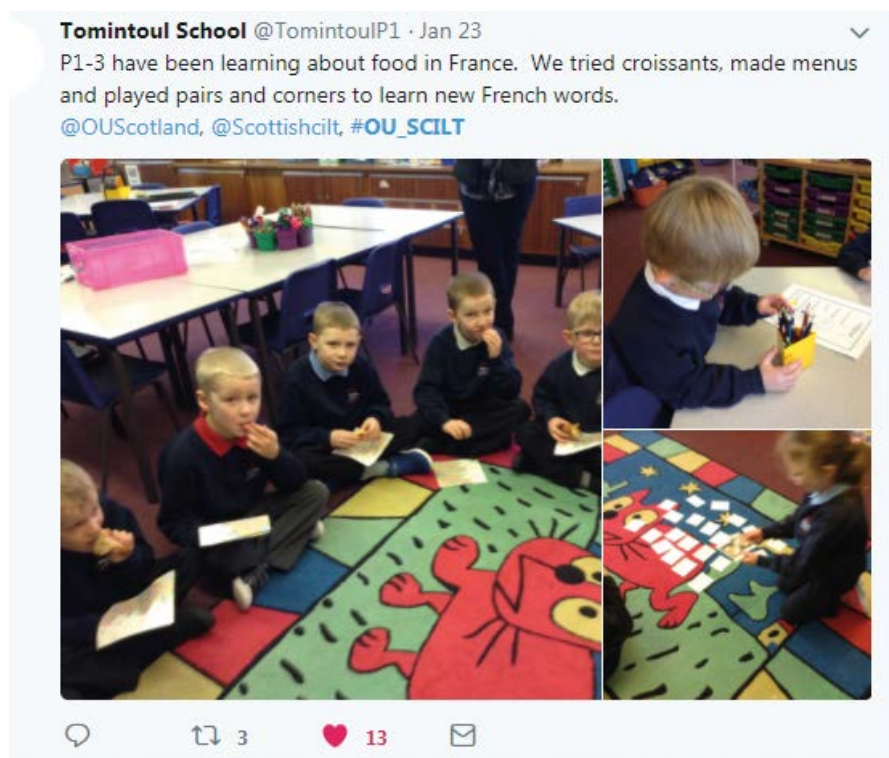 Tomintoul School @TomintoulP1 · Jan 23
P1-3 have been learning about food in France. We tried croissants, made menus
and played pairs and corners to learn new French words.
@OUScotland, @Scottishcilt, #OU_SCILT
3 13